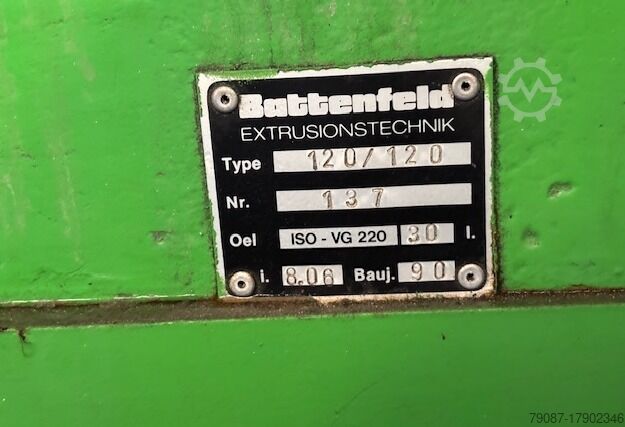 Battenfeld
EXTRUSIONSTECHNIK
Type 120/120
Nr. 137
Oel ISO - VG 220 30 l.
i. 8.06 Bauj. 90
79087-17902346